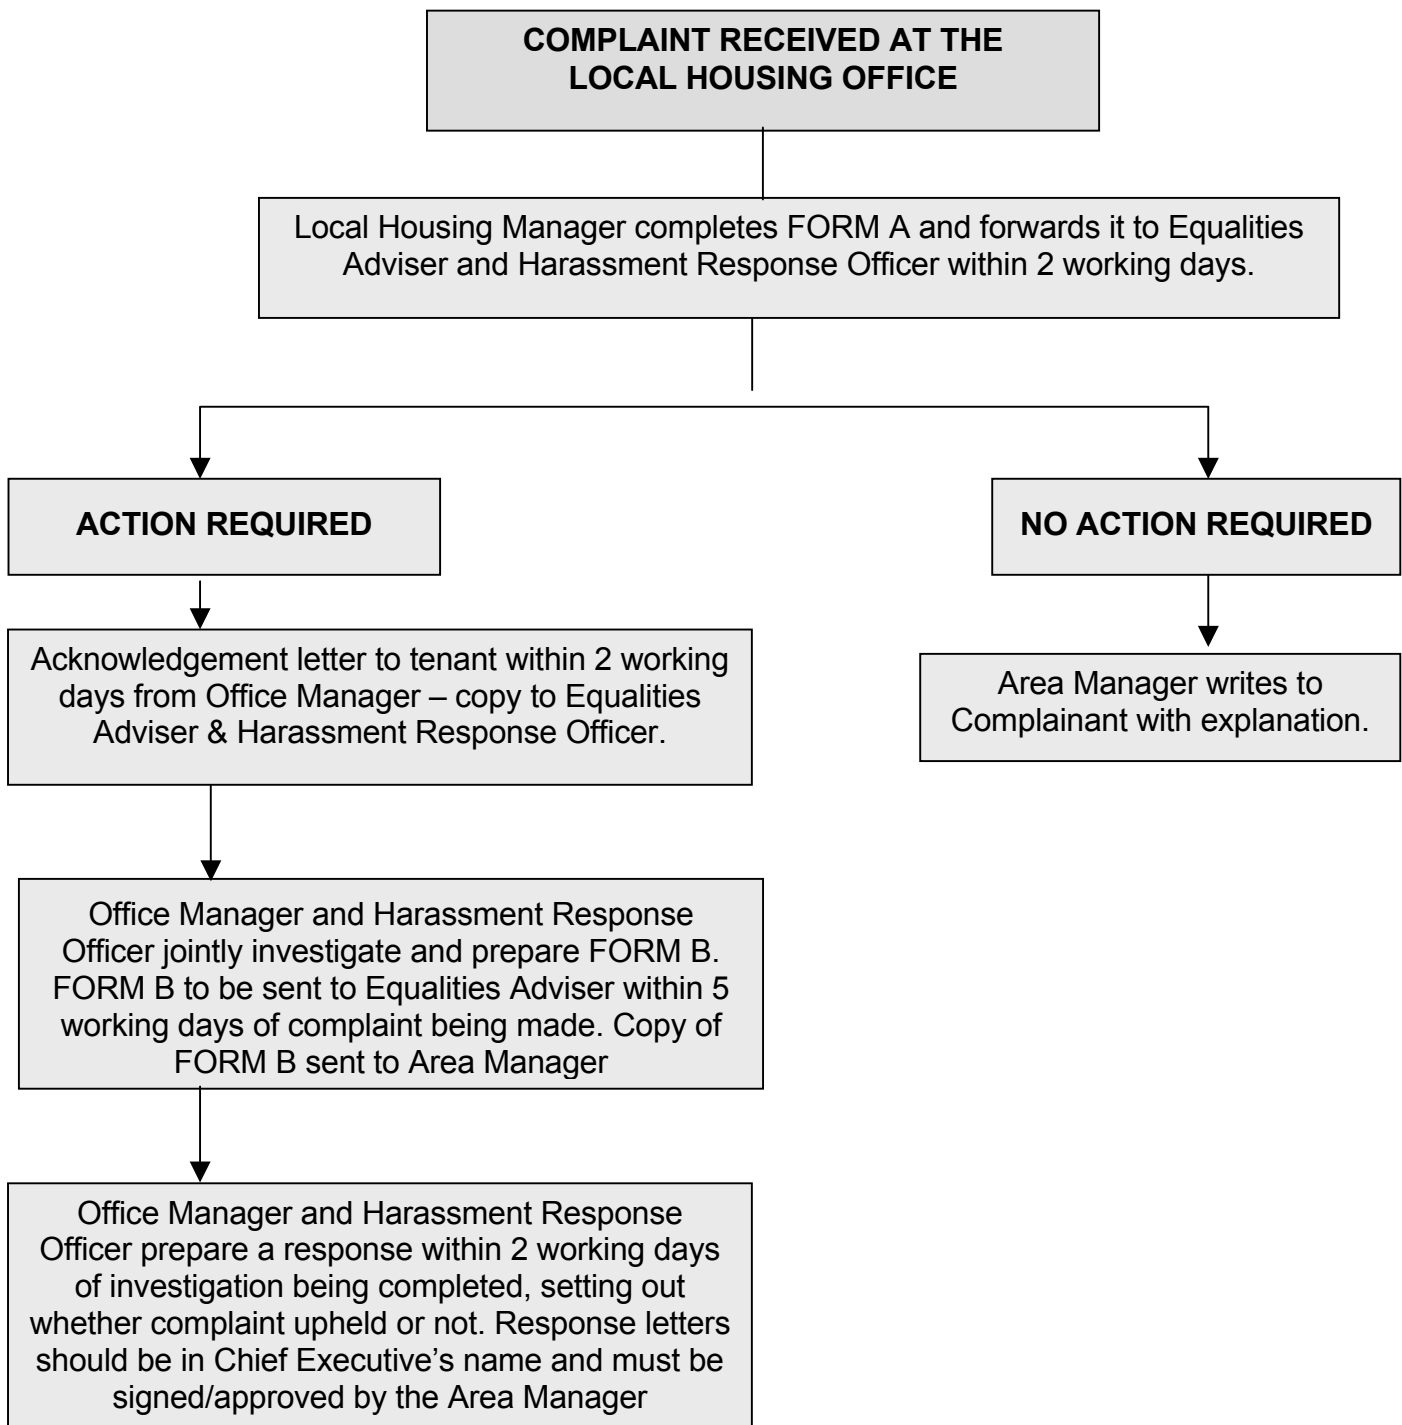 COMPLAINT RECEIVED AT THE
LOCAL HOUSING OFFICE
Local Housing Manager completes FORM A and forwards it to Equalities
Adviser and Harassment Response Officer within 2 working days.
ACTION REQUIRED
NO ACTION REQUIRED
Acknowledgement letter to tenant within 2 working
days from Office Manager – copy to Equalities
Adviser & Harassment Response Officer.
Area Manager writes to
Complainant with explanation.
Office Manager and Harassment Response
Officer jointly investigate and prepare FORM B.
FORM B to be sent to Equalities Adviser within 5
working days of complaint being made. Copy of
FORM B sent to Area Manager
Office Manager and Harassment Response
Officer prepare a response within 2 working days
of investigation being completed, setting out
whether complaint upheld or not. Response letters
should be in Chief Executive’s name and must be
signed/approved by the Area Manager